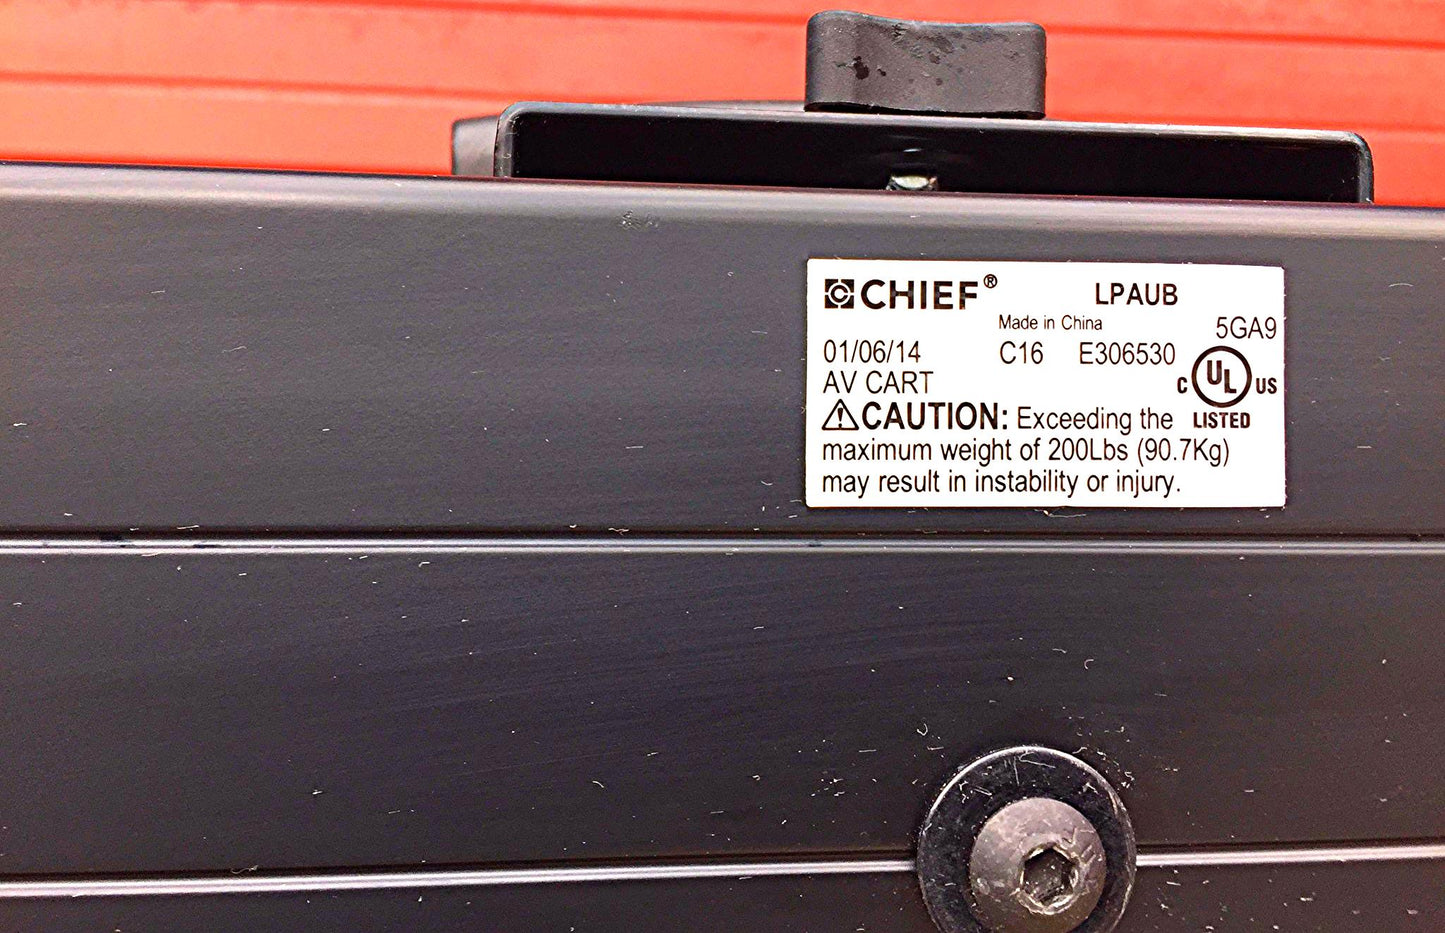 CHIEF® LPAUB
Made in China
5GA9
01/06/14 C16 E306530
AV CART
C UL US
LISTED
⚠CAUTION: Exceeding the
maximum weight of 200Lbs (90.7Kg)
may result in instability or injury.